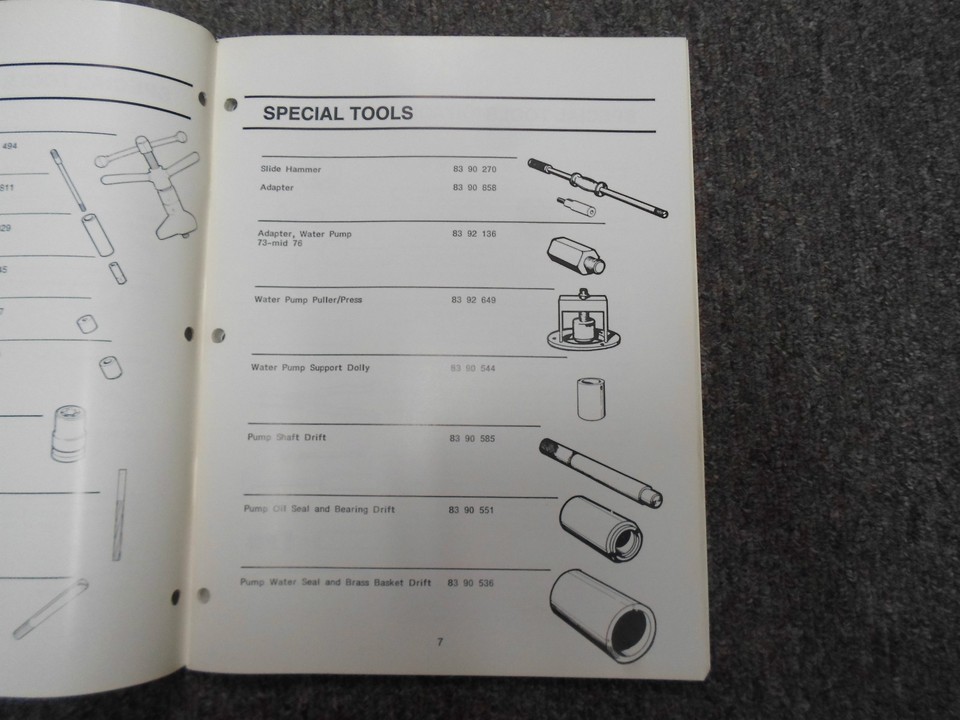 494
811
SPECIAL TOOLS
Slide Hammer 83 90 270
Adapter 83 90 858
Adapter, Water Pump 83 92 136
73-mid 76
Water Pump Puller/Press 83 92 649
Water Pump Support Dolly 83 90 544
Pump Shaft Drift 83 90 585
Pump Oil Seal and Bearing Drift 83 90 551
Pump Water Seal and Brass Basket Drift 83 90 536
7